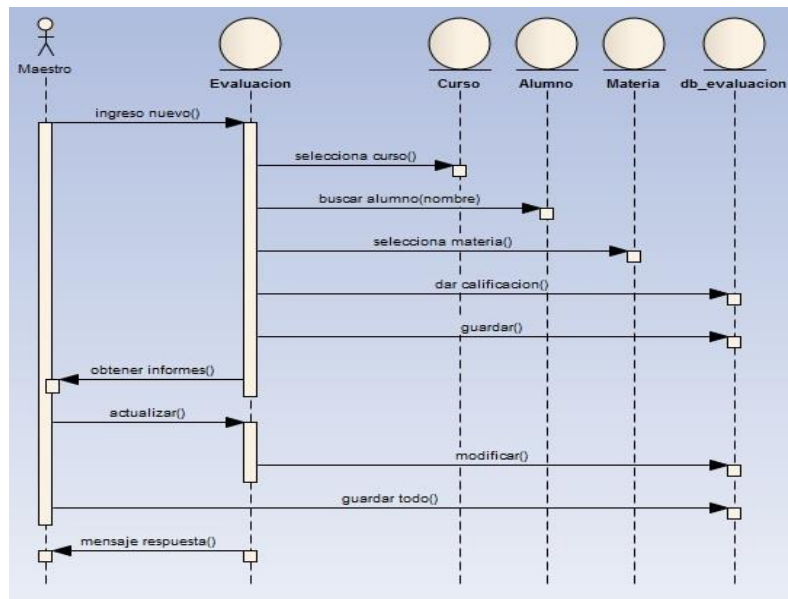 Maestro
Evaluacion
Curso
Alumno
Materia
db_evaluacion
ingreso nuevo()
selecciona curso()
buscar alumno(nombre)
selecciona materia()
dar calificacion()
guardar()
obtener informes()
actualizar()
modificar()
guardar todo()
mensaje respuesta()